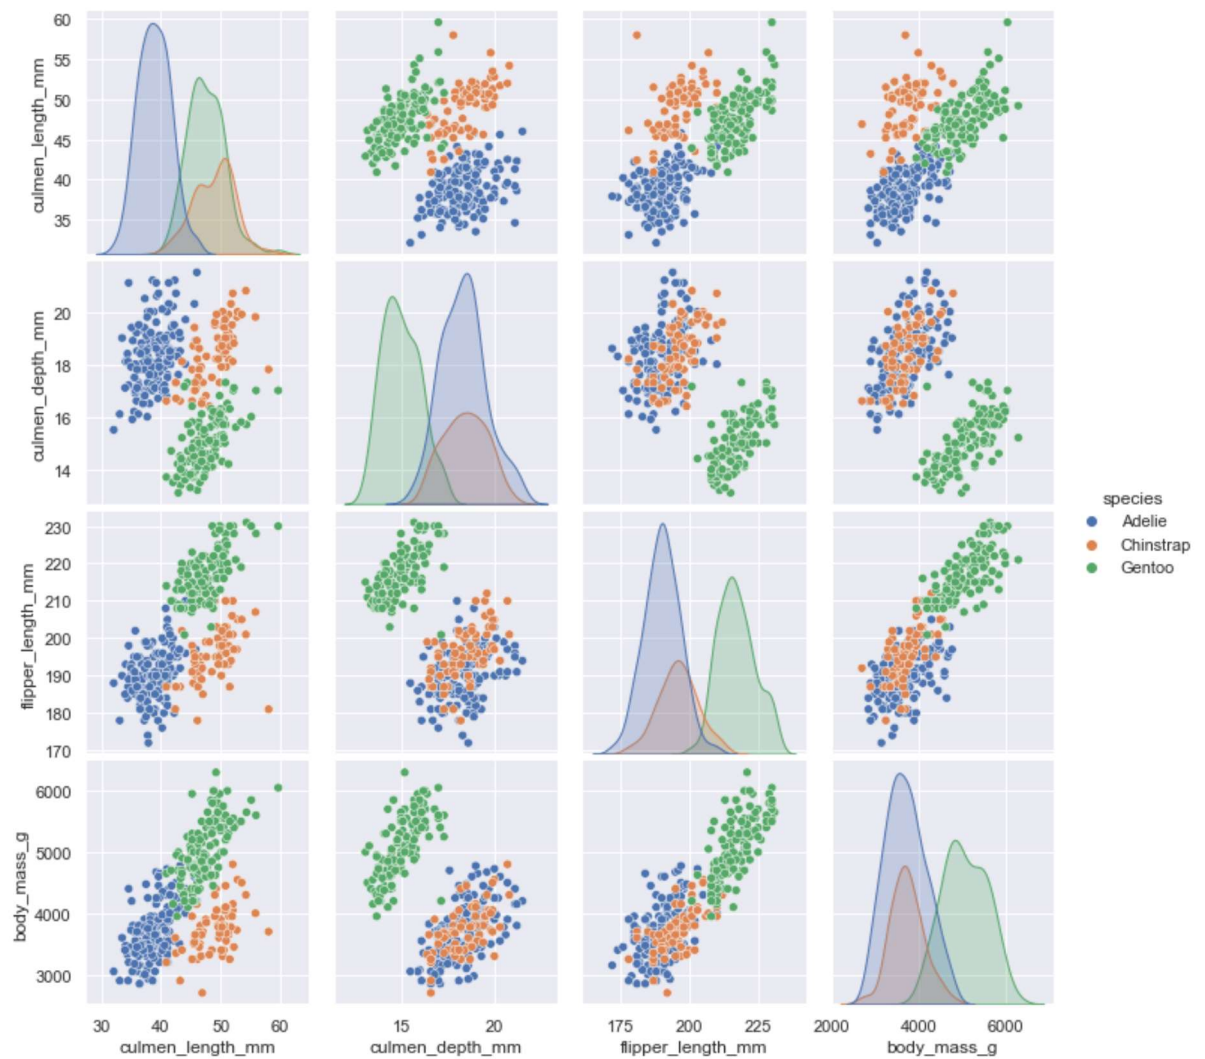 60
55
50
45
40
35
culmen_length_mm
20
18
16
14
culmen_depth_mm
species
Adelie
Chinstrap
Gentoo
230
220
210
200
190
180
170
flipper_length_mm
6000
5000
4000
3000
body_mass_g
30 40 50 60
15 20
175 200 225
2000 4000 6000
culmen_length_mm
culmen_depth_mm
flipper_length_mm
body_mass_g